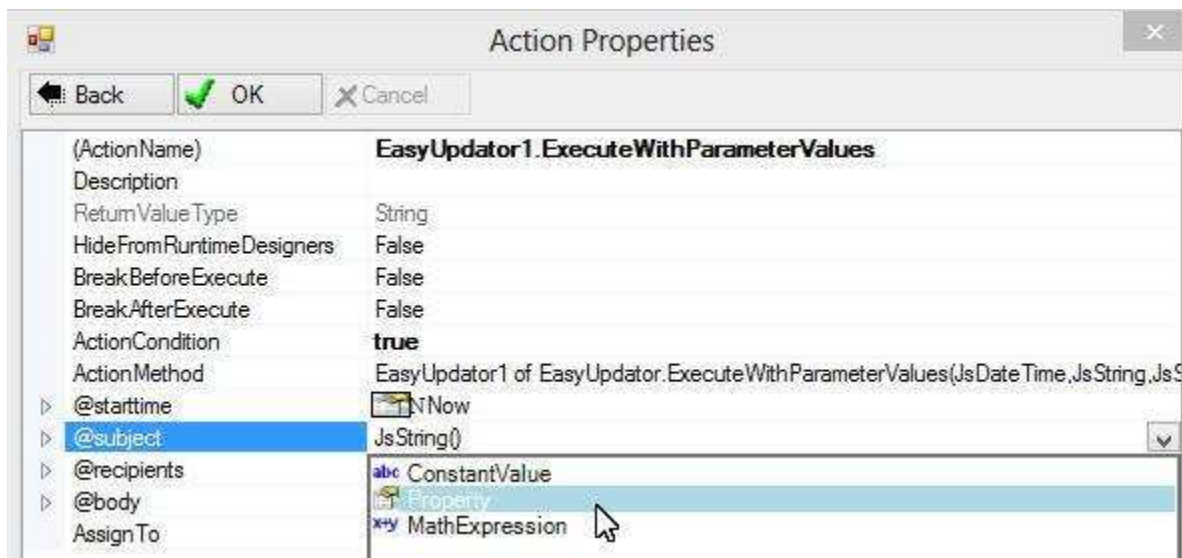 Action Properties
Back OK Cancel
(ActionName) EasyUpdator1.ExecuteWithParameterValues
Description
ReturnValueType String
HideFromRuntimeDesigners False
BreakBeforeExecute False
BreakAfterExecute False
ActionCondition true
ActionMethod EasyUpdator1 of EasyUpdator.ExecuteWithParameterValues(JsDateTime,JsString,JsS
@starttime N Now
@subject JsString()
@recipients abc ConstantValue
@body Property
AssignTo x+y MathExpression